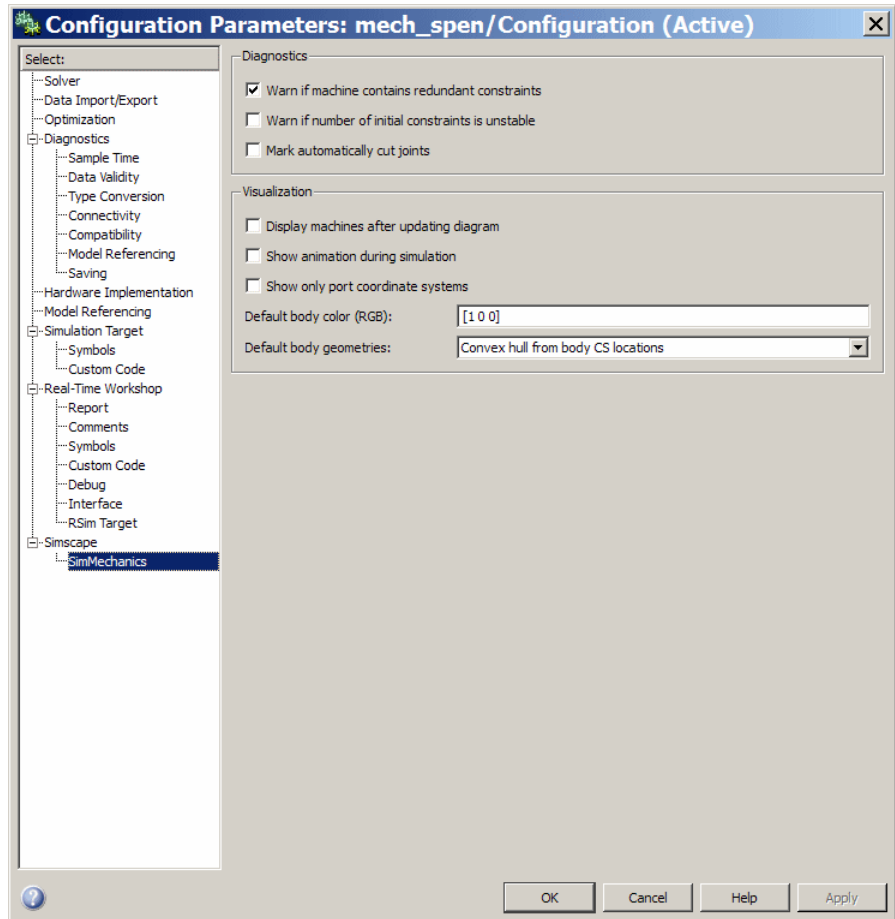 Configuration Parameters: mech_spen/Configuration (Active)
Select:
Solver
Data Import/Export
Optimization
Diagnostics
Sample Time
Data Validity
Type Conversion
Connectivity
Compatibility
Model Referencing
Saving
Hardware Implementation
Model Referencing
Simulation Target
Symbols
Custom Code
Real-Time Workshop
Report
Comments
Symbols
Custom Code
Debug
Interface
RSim Target
Simscape
SimMechanics
Diagnostics
Warn if machine contains redundant constraints
Warn if number of initial constraints is unstable
Mark automatically cut joints
Visualization
Display machines after updating diagram
Show animation during simulation
Show only port coordinate systems
Default body color (RGB): [1 0 0]
Default body geometries: Convex hull from body CS locations
OK Cancel Help Apply